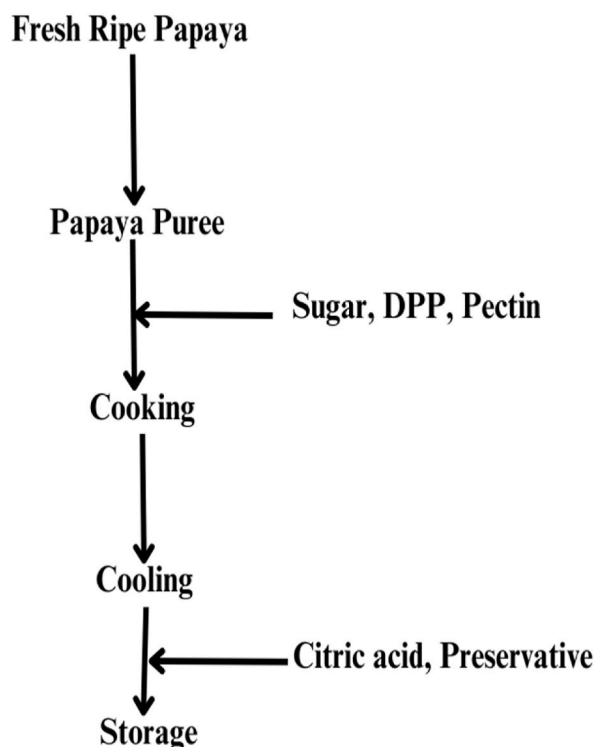 Fresh Ripe Papaya
Papaya Puree
Sugar, DPP, Pectin
Cooking
Cooling
Citric acid, Preservative
Storage